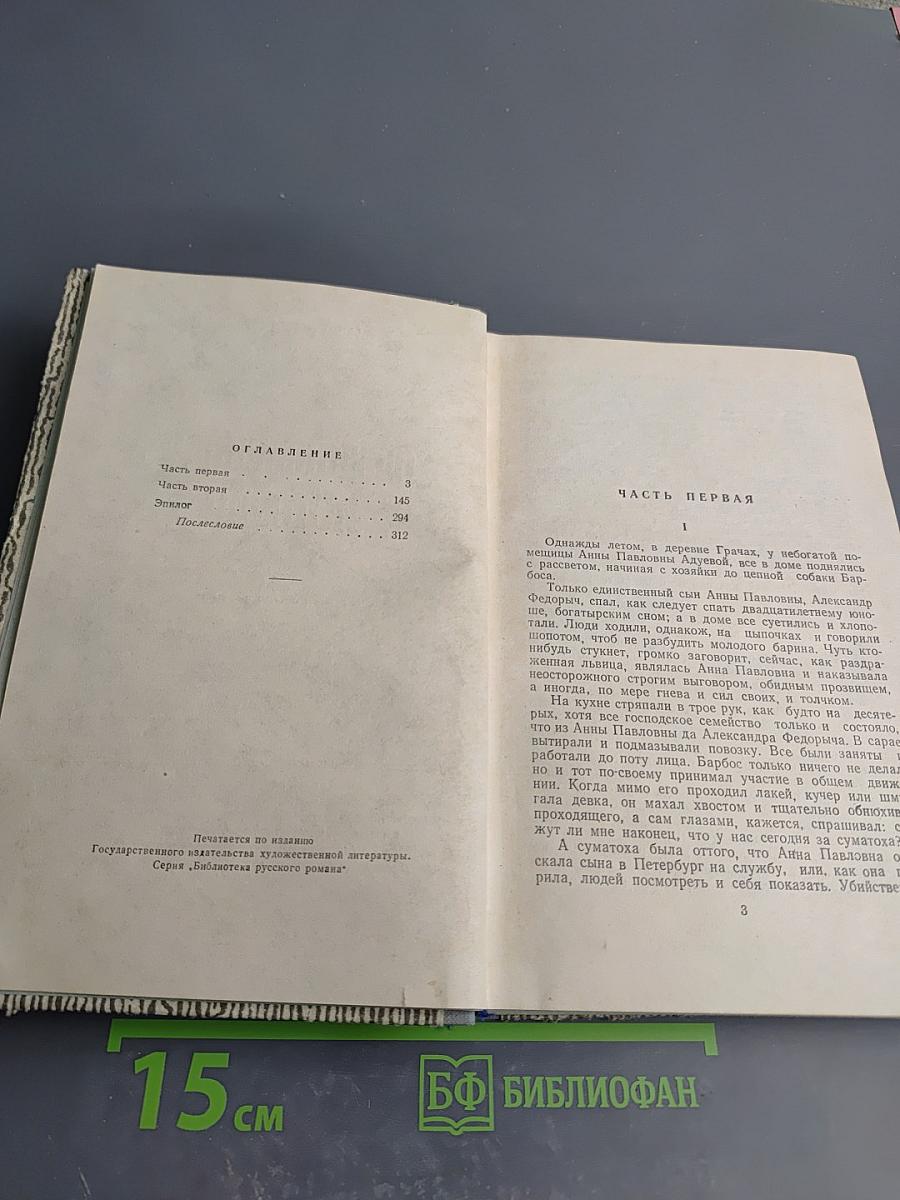 ОГЛАВЛЕНИЕ
Часть первая . . . . . . . . . . . 3
Часть вторая . . . . . . . . . . . 145
Эпилог . . . . . . . . . . . . . 294
Послесловие . . . . . . . . . . 312
Печатается по изданию
Государственного издательства художественной литературы.
Серия „Библиотека русского романа“
ЧАСТЬ ПЕРВАЯ
I
Однажды летом, в деревне Грачах, у небогатой по-
мещицы Анны Павловны Адуевой, все в доме поднялись
с рассветом, начиная с хозяйки до цепной собаки Бар-
боса.
Только единственный сын Анны Павловны, Александр
Федорыч, спал, как следует спать двадцатилетнему юно-
ше, богатырским сном; а в доме все суетились и хлопо-
тали. Люди ходили, однакож, на цыпочках и говорили
шопотом, чтоб не разбудить молодого барина. Чуть кто-
нибудь стукнет, громко заговорит, сейчас, как раздра-
женная львица, являлась Анна Павловна и наказывала
неосторожного строгим выговором, обидным прозвищем,
а иногда, по мере гнева и сил своих, и толчком.
На кухне стряпали в трое рук, как будто на десяте-
рых, хотя все господское семейство только и состояло,
что из Анны Павловны да Александра Федорыча. В сарае
вытирали и подмазывали повозку. Все были заняты и
работали до поту лица. Барбос только ничего не делал
но и тот по-своему принимал участие в общем движ
нии. Когда мимо его проходил лакей, кучер или шм
гала девка, он махал хвостом и тщательно обнюхив
проходящего, а сам глазами, кажется, спрашивал: с
жут ли мне наконец, что у нас сегодня за суматоха?
А суматоха была оттого, что Анна Павловна о
скала сына в Петербург на службу, или, как она г
рила, людей посмотреть и себя показать. Убийстве
3
15 см
БФ БИБЛИОФАН